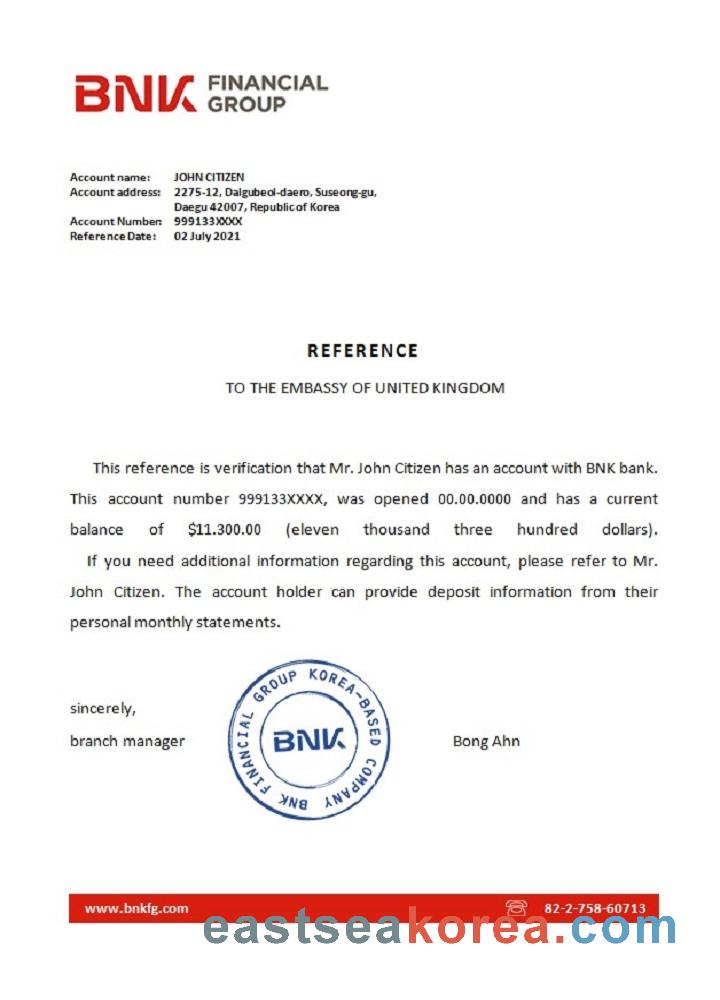 BNK FINANCIAL
GROUP
Account name: JOHN CITIZEN
Account address: 2275-12, Dalgubeol-daero, Suseong-gu,
Daegu 42007, Republic of Korea
Account Number: 999133XXXX
Reference Date: 02 July 2021
REFERENCE
TO THE EMBASSY OF UNITED KINGDOM
This reference is verification that Mr. John Citizen has an account with BNK bank.
This account number 999133XXXX, was opened 00.00.0000 and has a current
balance of $11.300.00 (eleven thousand three hundred dollars).
If you need additional information regarding this account, please refer to Mr.
John Citizen. The account holder can provide deposit information from their
personal monthly statements.
sincerely,
branch manager
BNK FINANCIAL GROUP KOREA-BASED COMPANY
BNK
Bong Ahn
www.bnkfg.com
82-2-758-60713
eastseakorea.com